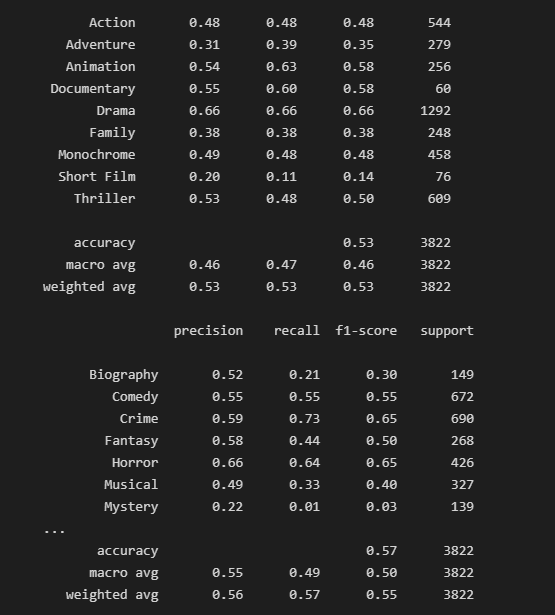 Action 0.48 0.48 0.48 544
Adventure 0.31 0.39 0.35 279
Animation 0.54 0.63 0.58 256
Documentary 0.55 0.60 0.58 60
Drama 0.66 0.66 0.66 1292
Family 0.38 0.38 0.38 248
Monochrome 0.49 0.48 0.48 458
Short Film 0.20 0.11 0.14 76
Thriller 0.53 0.48 0.50 609
accuracy 0.53 3822
macro avg 0.46 0.47 0.46 3822
weighted avg 0.53 0.53 0.53 3822
precision recall f1-score support
Biography 0.52 0.21 0.30 149
Comedy 0.55 0.55 0.55 672
Crime 0.59 0.73 0.65 690
Fantasy 0.58 0.44 0.50 268
Horror 0.66 0.64 0.65 426
Musical 0.49 0.33 0.40 327
Mystery 0.22 0.01 0.03 139
...
accuracy 0.57 3822
macro avg 0.55 0.49 0.50 3822
weighted avg 0.56 0.57 0.55 3822